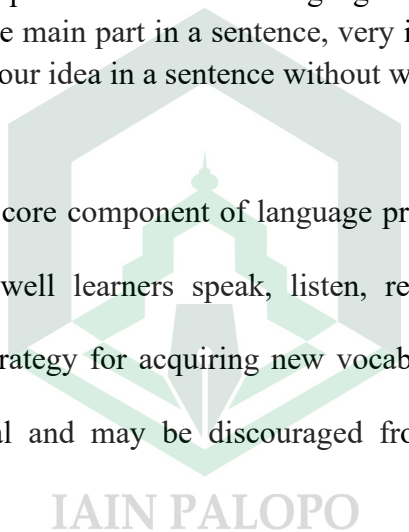 e main part in a sentence, very i
our idea in a sentence without w
core component of language pr
well learners speak, listen, re
rategy for acquiring new vocab
al and may be discouraged fro
IAIN PALOPO